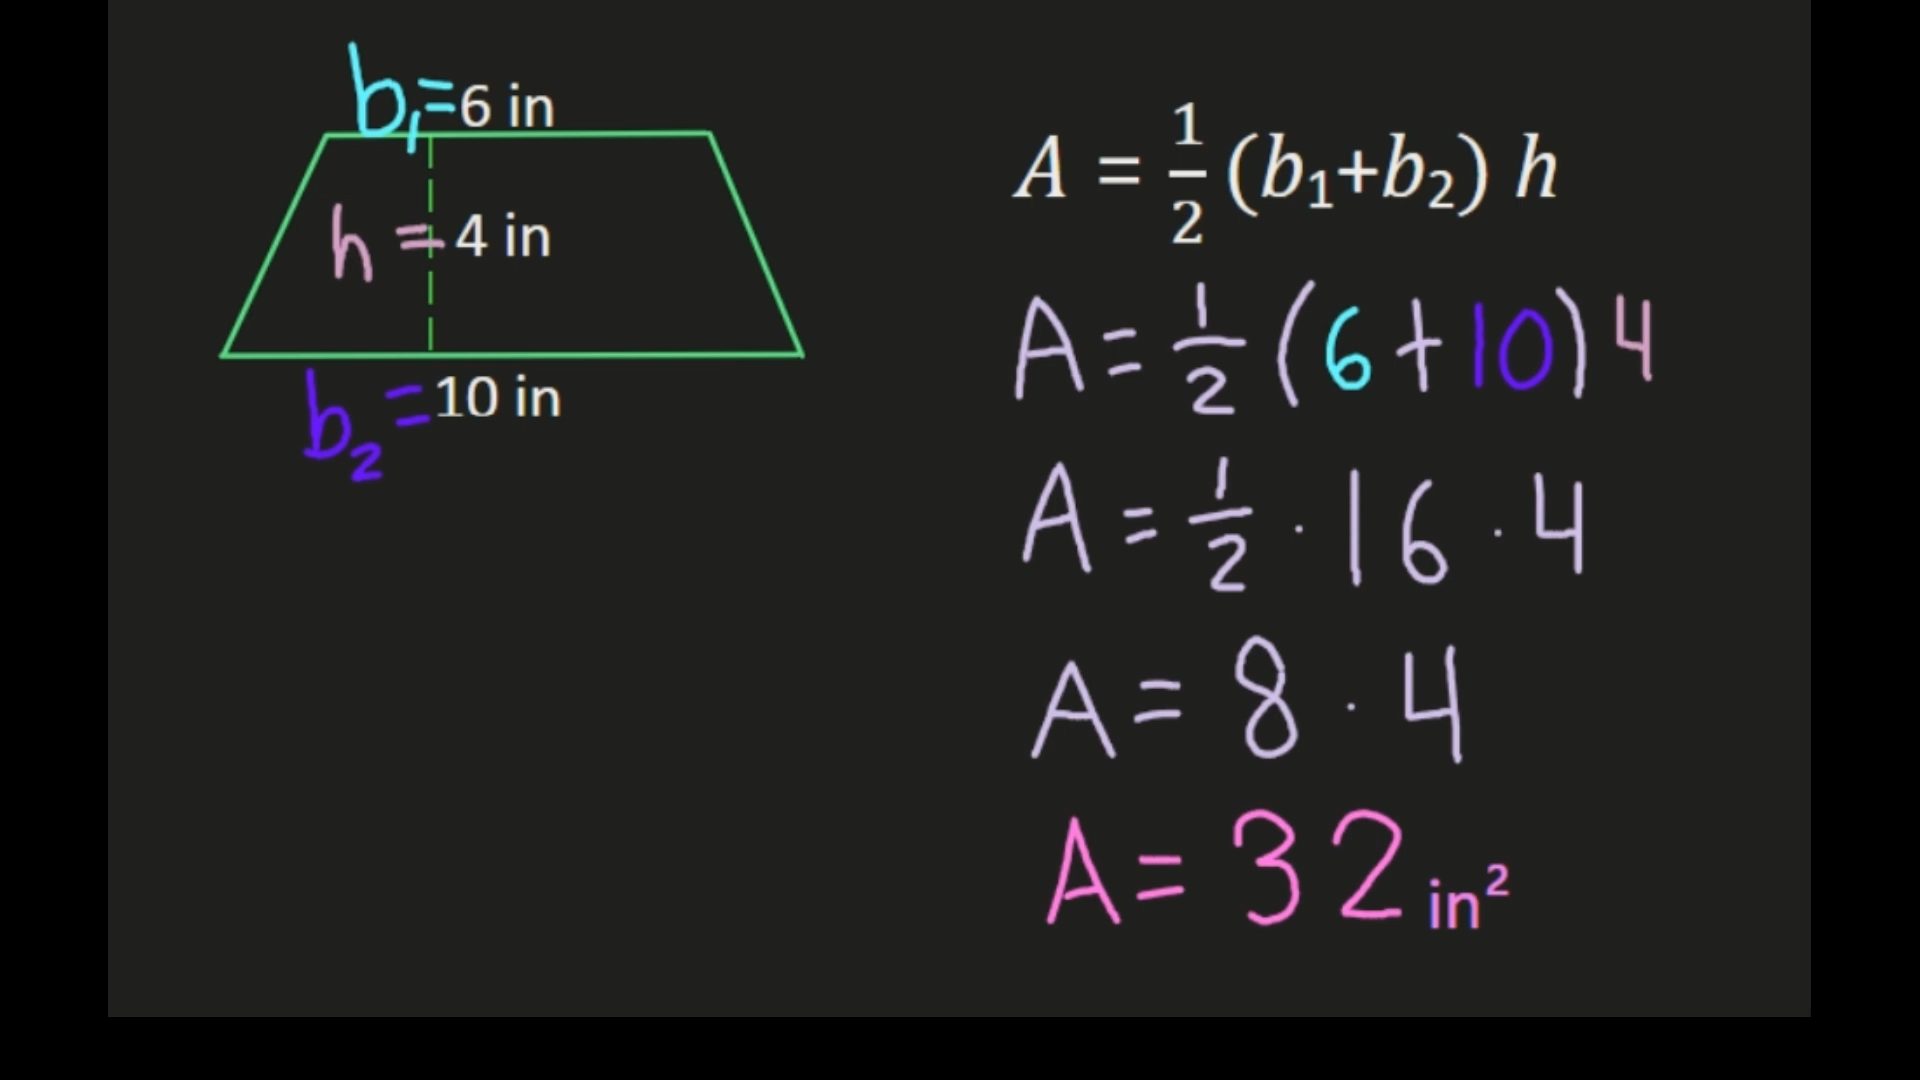 b₁=6 in
h=4 in
b₂=10 in
A = 1/2 (b₁+b₂) h
A = 1/2 (6+10) 4
A = 1/2 · 16 · 4
A = 8 · 4
A = 32 in²